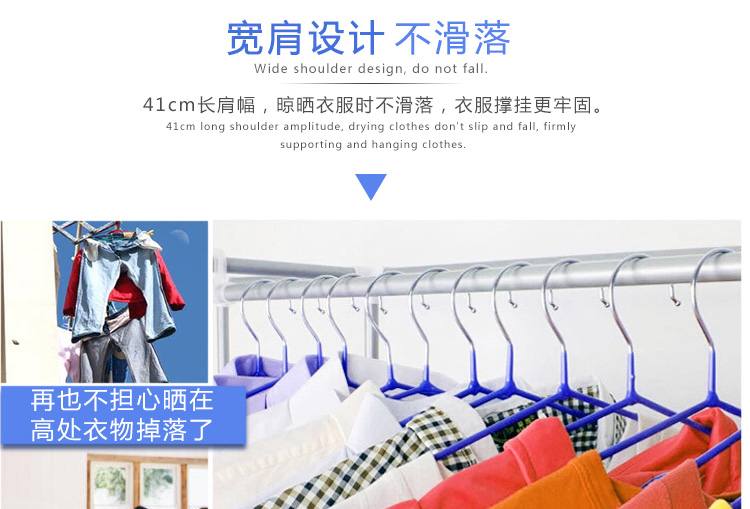 宽肩设计 不滑落
Wide shoulder design, do not fall.
41cm长肩幅，晾晒衣服时不滑落，衣服撑挂更牢固。
41cm long shoulder amplitude, drying clothes don't slip and fall, firmly
supporting and hanging clothes.
再也不担心晒在
高处衣物掉落了